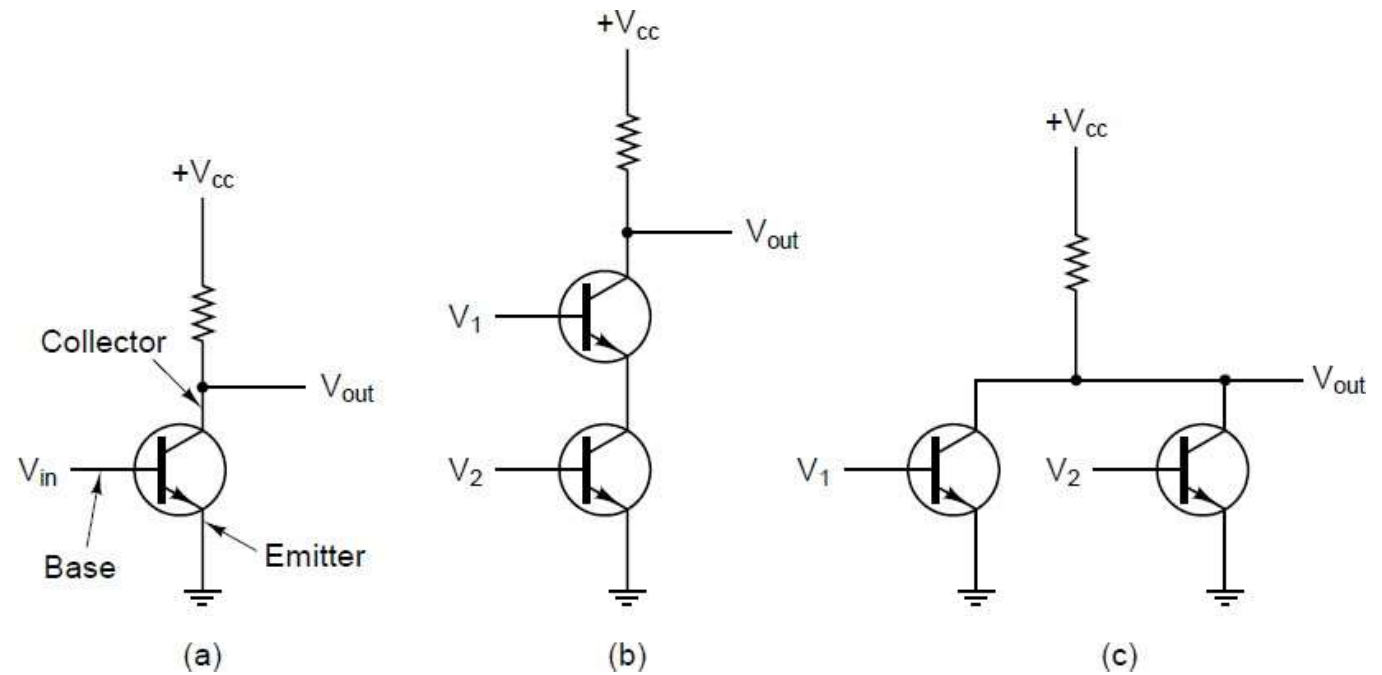 +Vcc
Collector
Vout
Vin
Base
Emitter
(a)
+Vcc
Vout
V1
V2
(b)
+Vcc
Vout
V1
V2
(c)